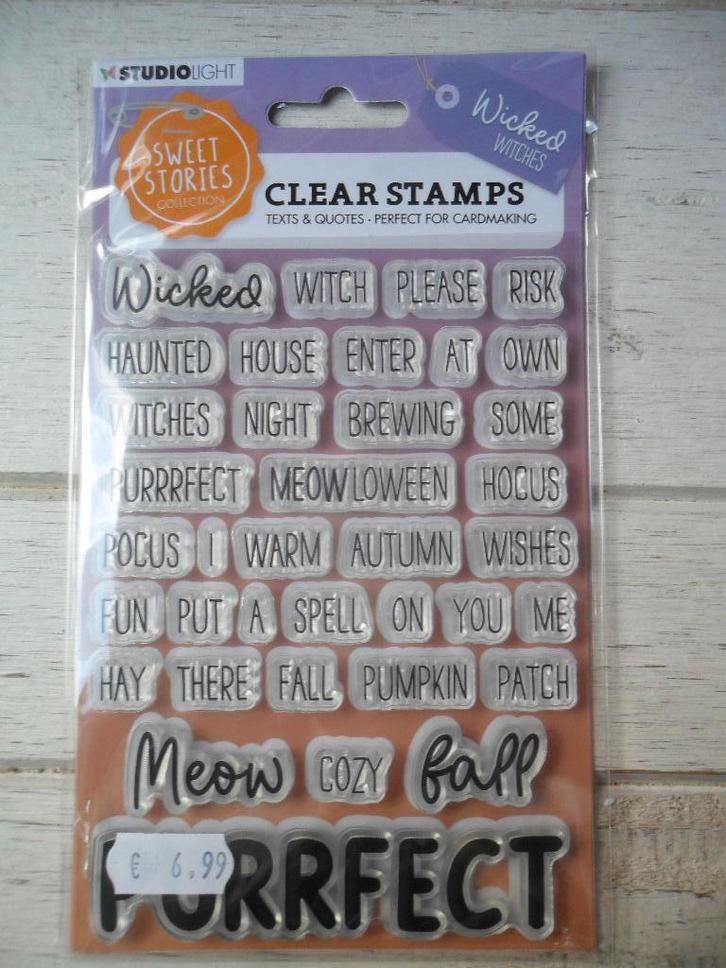 STUDIOLIGHT
Wicked
WITCHES
SWEET
STORIES
COLLECTION
CLEAR STAMPS
TEXTS & QUOTES • PERFECT FOR CARDMAKING
Wicked WITCH PLEASE RISK
HAUNTED HOUSE ENTER AT OWN
WITCHES NIGHT BREWING SOME
PURRRFECT MEOWLOWEEN HOCUS
POCUS I WARM AUTUMN WISHES
FUN PUT A SPELL ON YOU ME
HAY THERE FALL PUMPKIN PATCH
Meow COZY fall
PURRFECT
€ 6,99